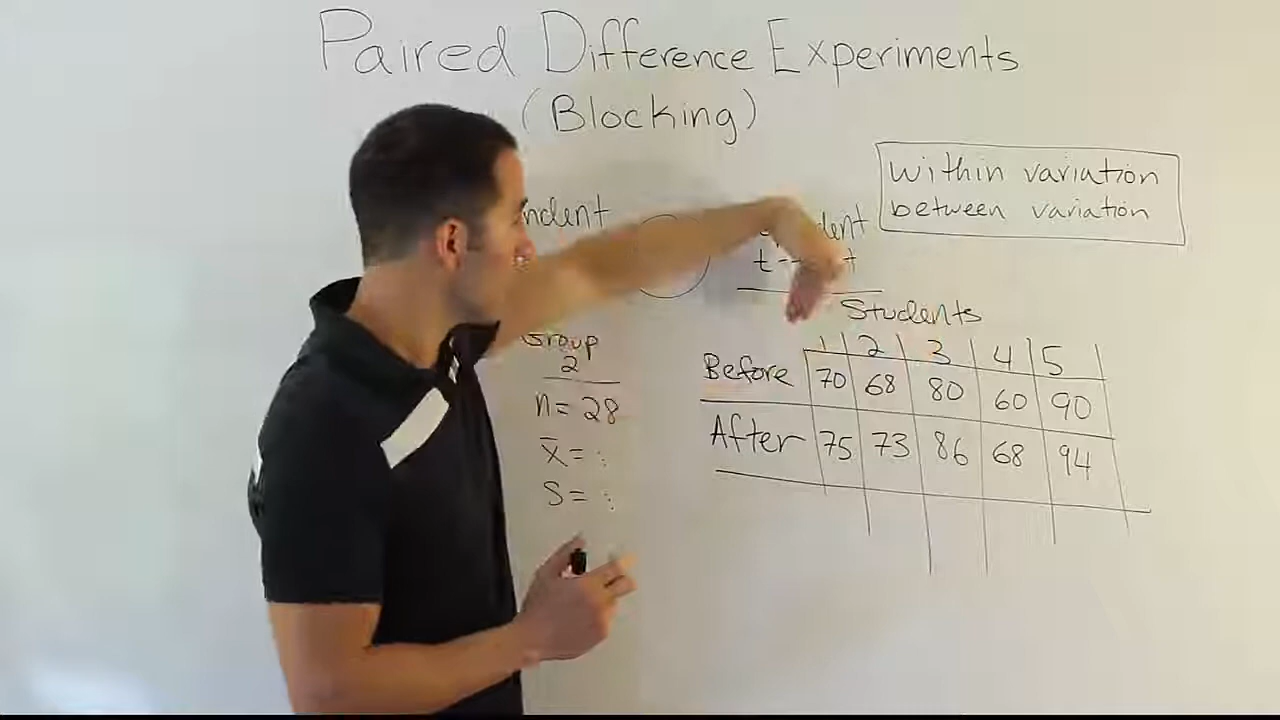 Paired Difference Experiments
(Blocking)
within variation
between variation
Students
Group
2
n = 28
x̄ = :
S = :
1 2 3 4 5
Before 70 68 80 60 90
After 75 73 86 68 94